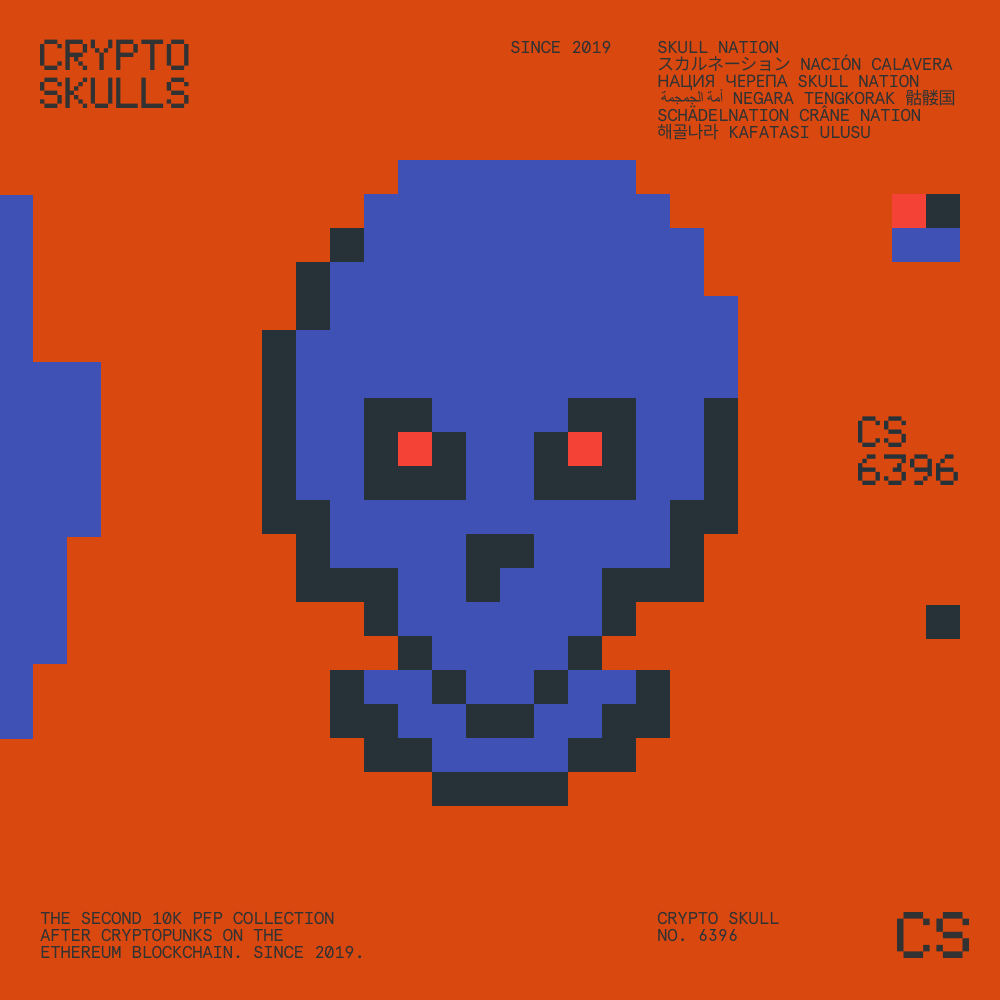 CRYPTO
SKULLS
SINCE 2019
SKULL NATION
スカルネーション NACIÓN CALAVERA
НАЦИЯ ЧЕРЕПА SKULL NATION
أمة الجمجمة NEGARA TENGKORAK 骷髅国
SCHÄDELNATION CRÂNE NATION
해골나라 KAFATASI ULUSU
CS
6396
THE SECOND 10K PFP COLLECTION
AFTER CRYPTOPUNKS ON THE
ETHEREUM BLOCKCHAIN. SINCE 2019.
CRYPTO SKULL
NO. 6396
CS